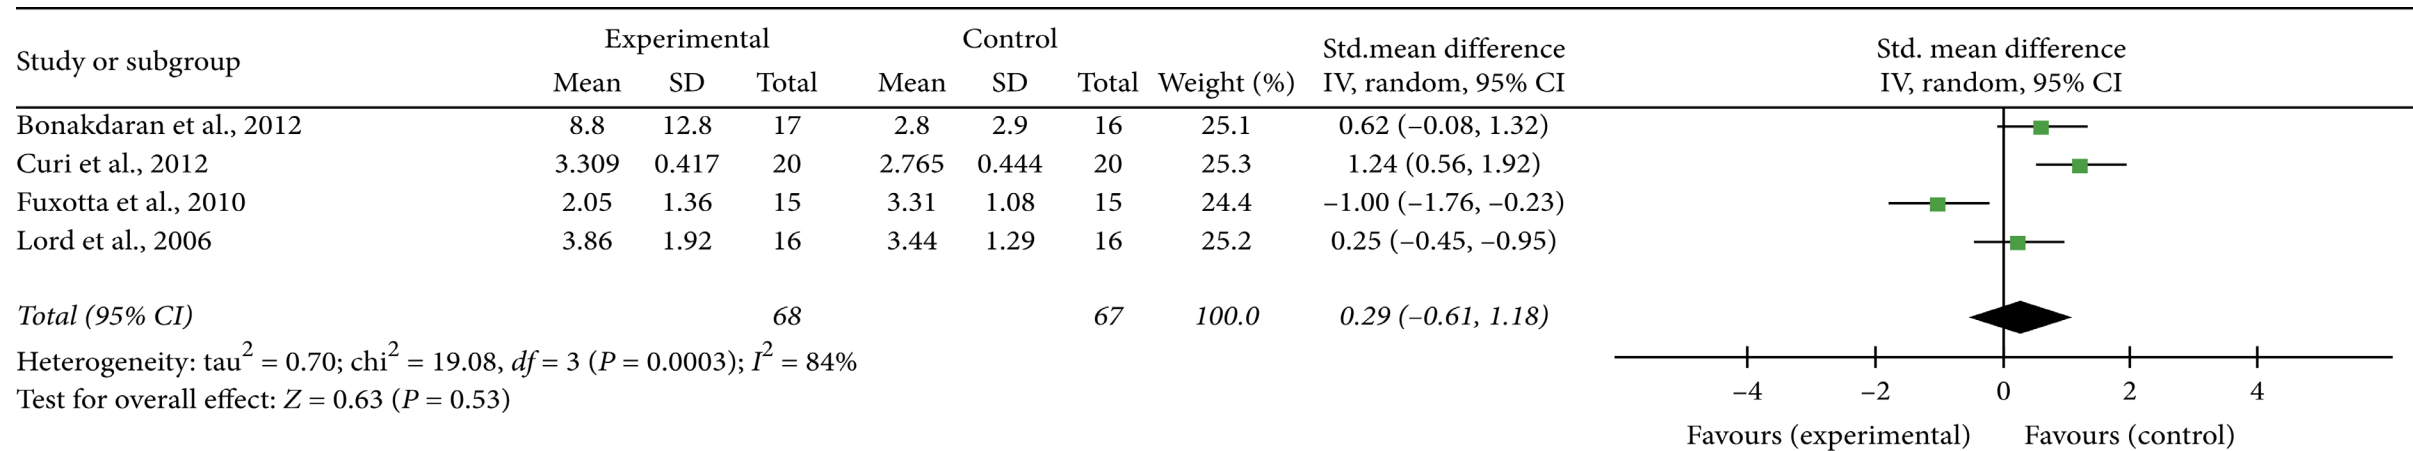 Study or subgroup Experimental Control Std.mean difference IV, random, 95% CI Std. mean difference IV, random, 95% CI
Mean SD Total Mean SD Total Weight (%)
Bonakdaran et al., 2012 8.8 12.8 17 2.8 2.9 16 25.1 0.62 (–0.08, 1.32)
Curi et al., 2012 3.309 0.417 20 2.765 0.444 20 25.3 1.24 (0.56, 1.92)
Fuxotta et al., 2010 2.05 1.36 15 3.31 1.08 15 24.4 –1.00 (–1.76, –0.23)
Lord et al., 2006 3.86 1.92 16 3.44 1.29 16 25.2 0.25 (–0.45, –0.95)
Total (95% CI) 68 67 100.0 0.29 (–0.61, 1.18)
Heterogeneity: tau² = 0.70; chi² = 19.08, df = 3 (P = 0.0003); I² = 84%
Test for overall effect: Z = 0.63 (P = 0.53)
–4 –2 0 2 4
Favours (experimental) Favours (control)